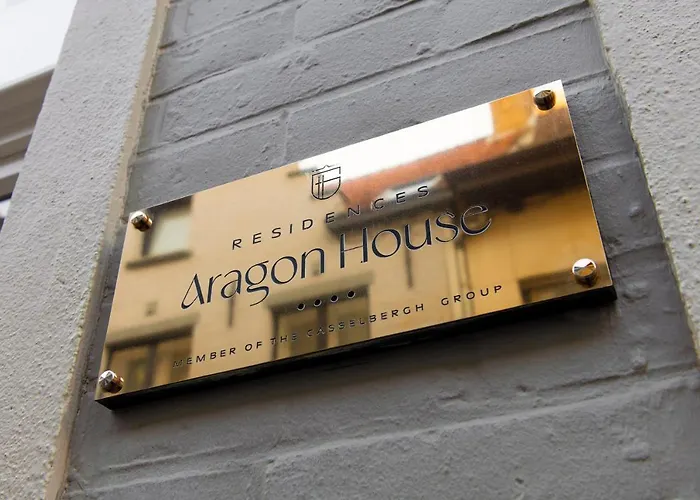 RESIDENCES
Aragon House
MEMBER OF THE CASSELBERGH GROUP